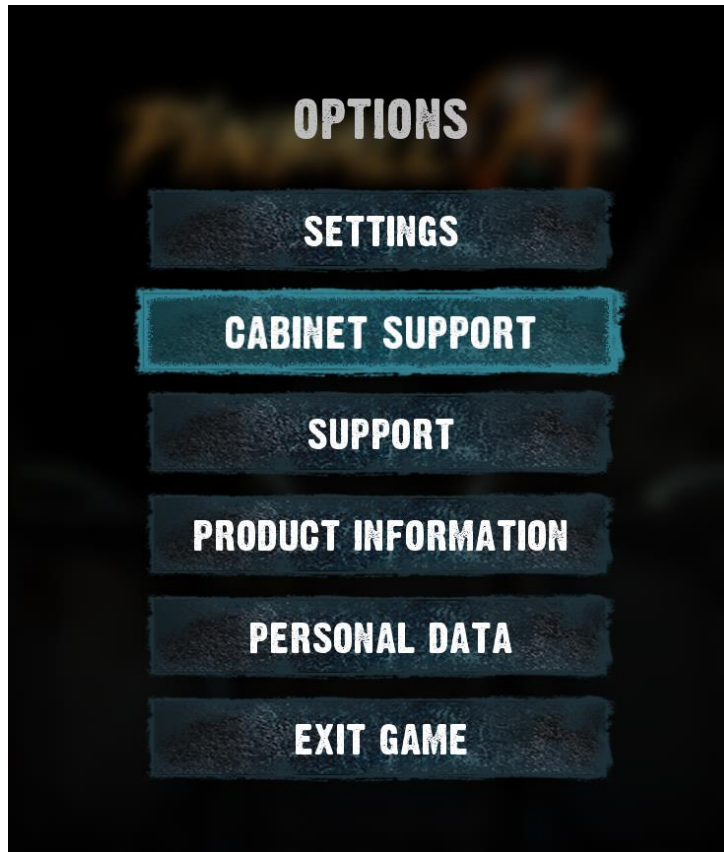 OPTIONS
SETTINGS
CABINET SUPPORT
SUPPORT
PRODUCT INFORMATION
PERSONAL DATA
EXIT GAME